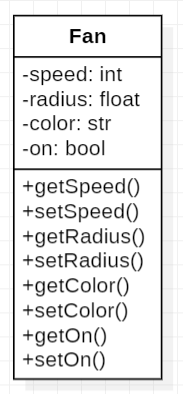 Fan
-speed: int
-radius: float
-color: str
-on: bool
+getSpeed()
+setSpeed()
+getRadius()
+setRadius()
+getColor()
+setColor()
+getOn()
+setOn()